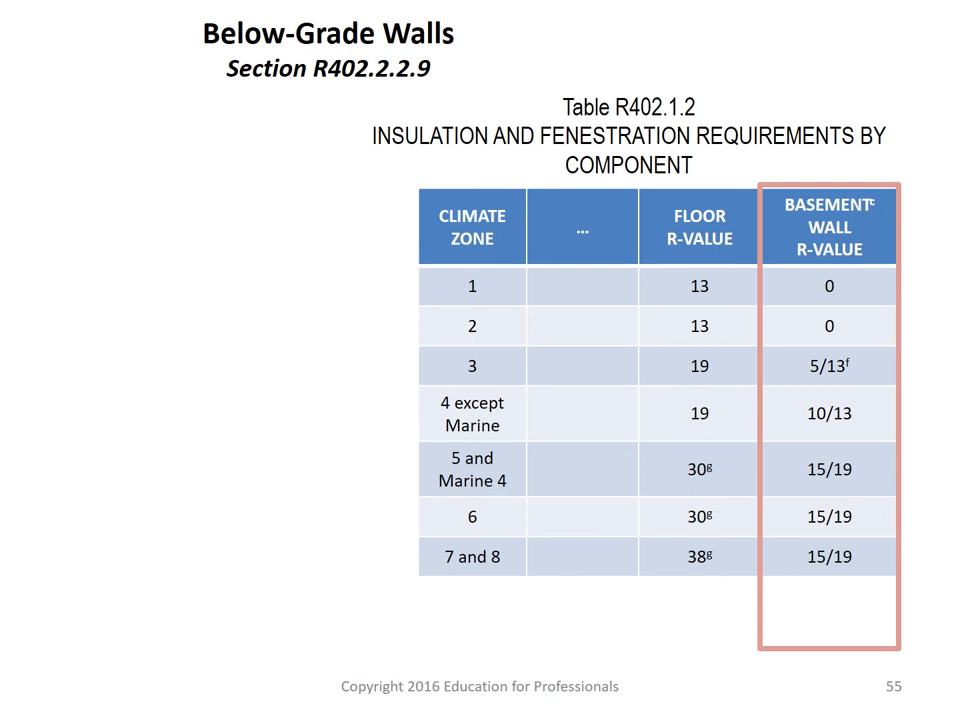 Below-Grade Walls
Section R402.2.2.9
Table R402.1.2
INSULATION AND FENESTRATION REQUIREMENTS BY
COMPONENT
CLIMATE ZONE ... FLOOR R-VALUE BASEMENTᶜ WALL R-VALUE
1 13 0
2 13 0
3 19 5/13ᶠ
4 except Marine 19 10/13
5 and Marine 4 30ᵍ 15/19
6 30ᵍ 15/19
7 and 8 38ᵍ 15/19
Copyright 2016 Education for Professionals 55